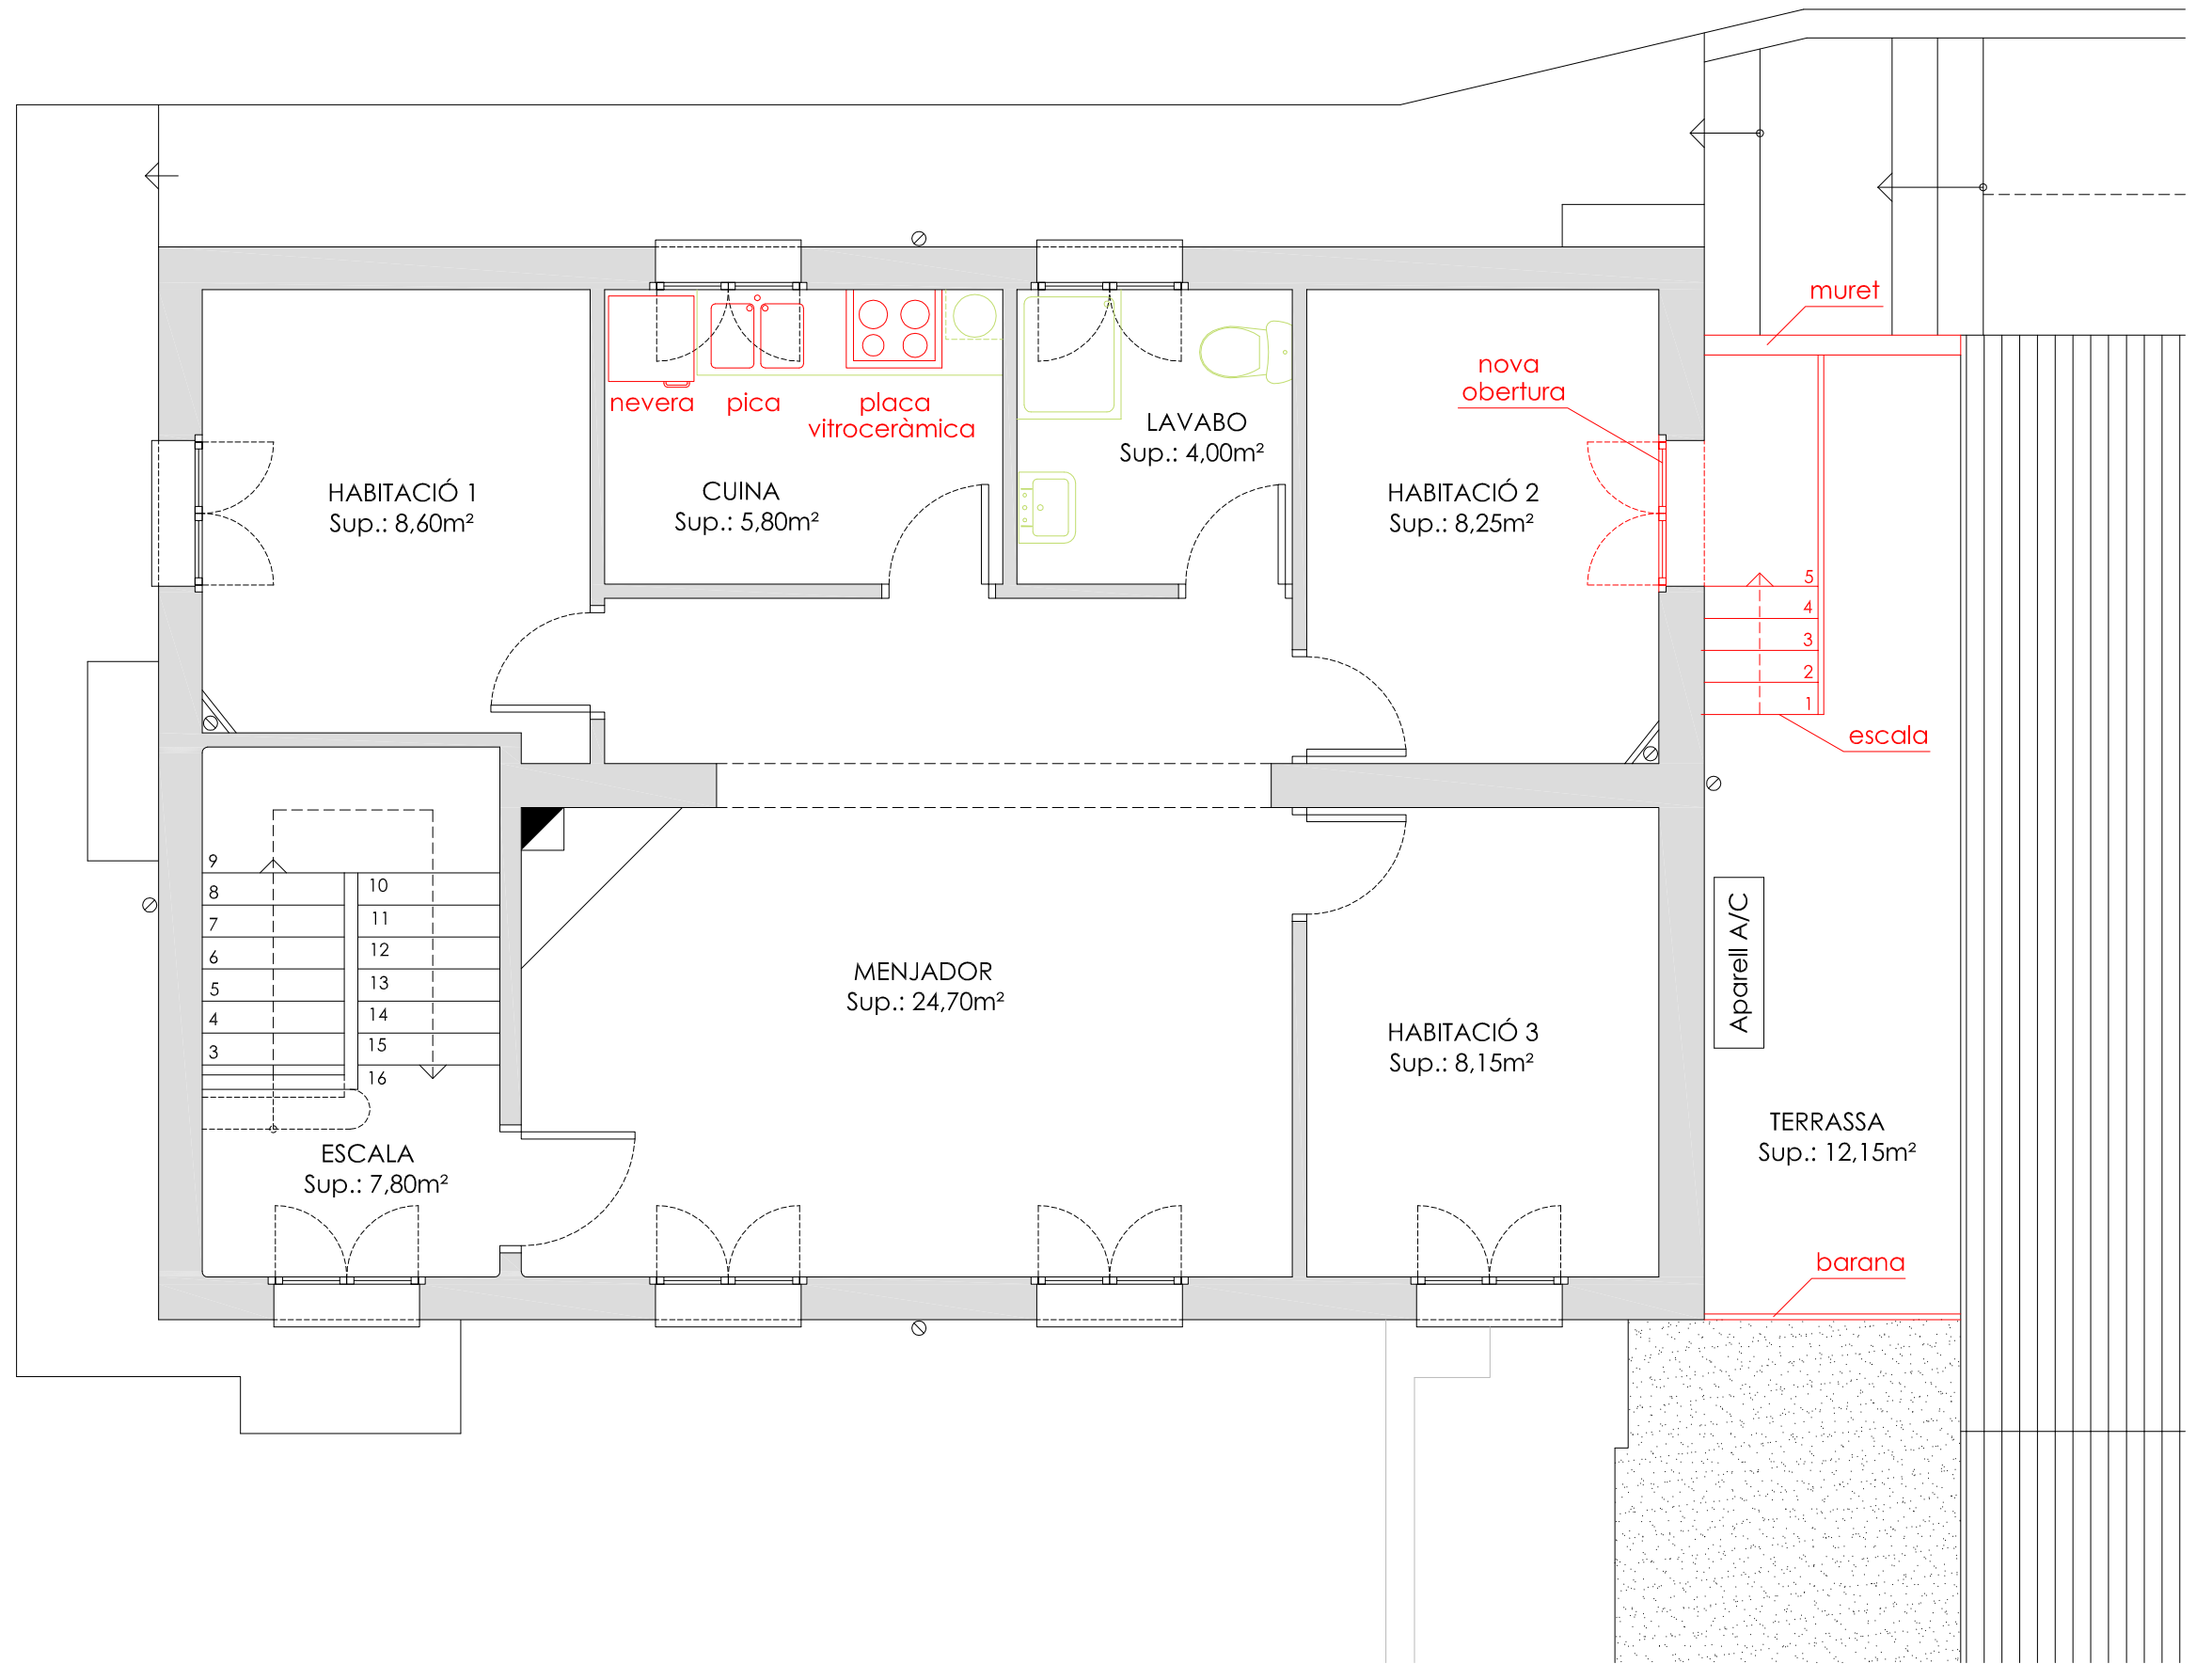 muret
nova
obertura
nevera
pica
placa
vitroceràmica
LAVABO
Sup.: 4,00m²
HABITACIÓ 1
Sup.: 8,60m²
CUINA
Sup.: 5,80m²
HABITACIÓ 2
Sup.: 8,25m²
5
4
3
2
1
escala
9
8
7
6
5
4
3
10
11
12
13
14
15
16
MENJADOR
Sup.: 24,70m²
Aparell A/C
HABITACIÓ 3
Sup.: 8,15m²
TERRASSA
Sup.: 12,15m²
ESCALA
Sup.: 7,80m²
barana